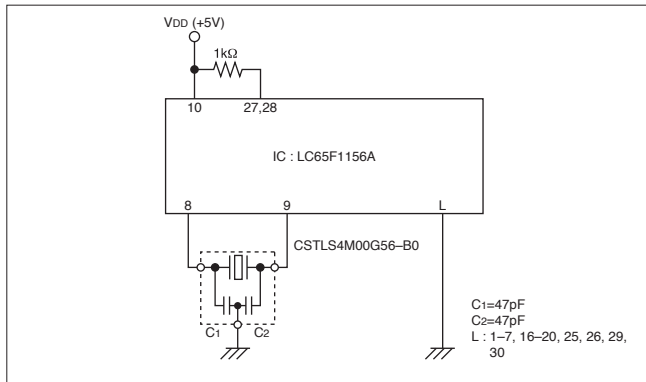 VDD (+5V)
1kΩ
10
27,28
IC : LC65F1156A
8
9
L
CSTLS4M00G56–B0
C1
C2
C1=47pF
C2=47pF
L : 1–7, 16–20, 25, 26, 29,
30